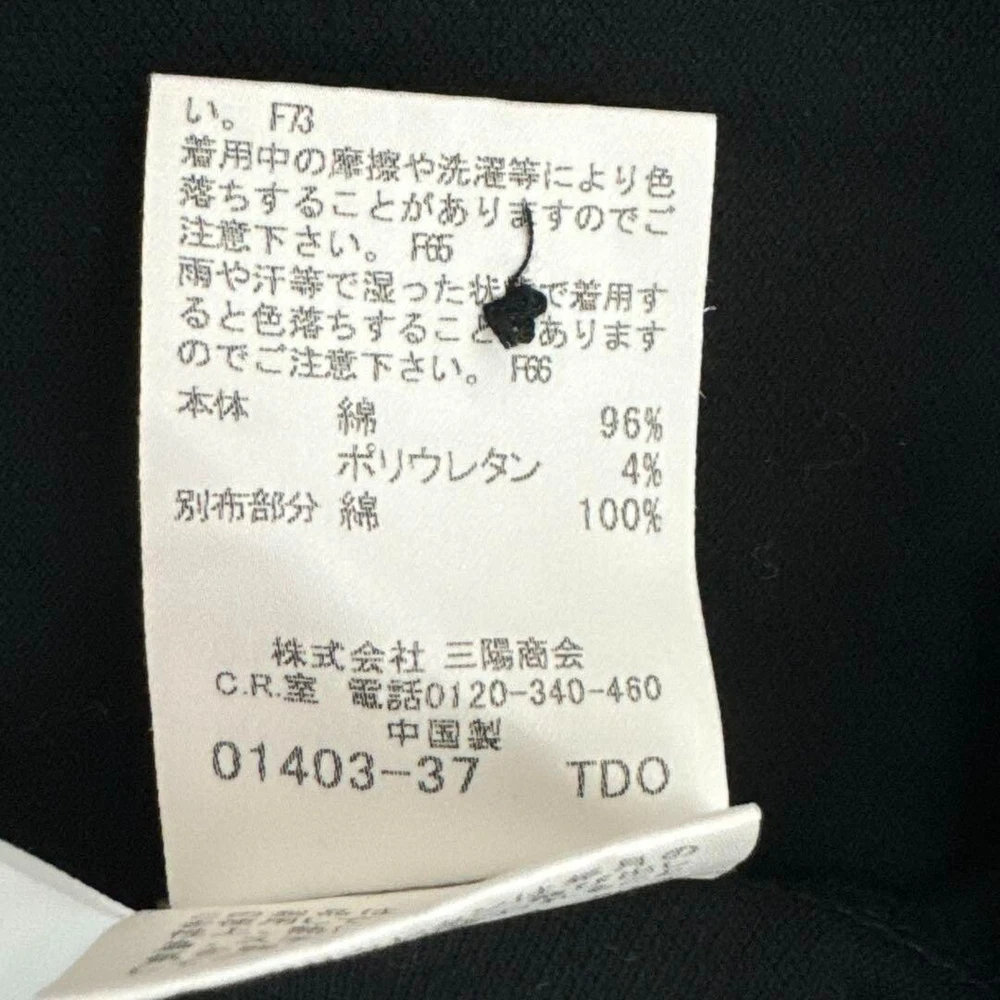 い。 F73
着用中の摩擦や洗濯等により色
落ちすることがありますのでご
注意下さい。 F65
雨や汗等で湿った状態で着用す
ると色落ちすること あります
のでご注意下さい。 F66
本体 綿 96%
ポリウレタン 4%
別布部分 綿 100%
株式会社 三陽商会
C.R.室 電話0120-340-460
中国製
01403-37 TDO